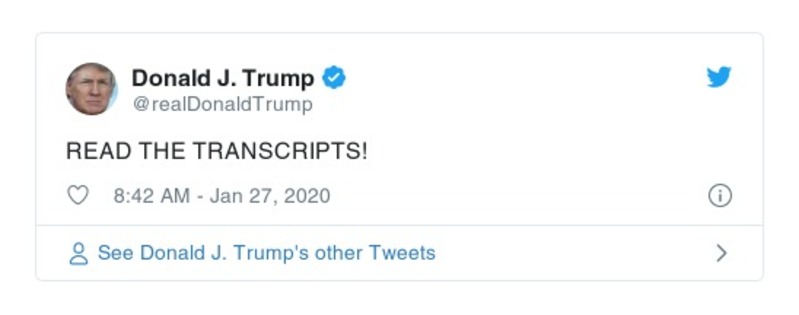 Donald J. Trump
@realDonaldTrump
READ THE TRANSCRIPTS!
8:42 AM - Jan 27, 2020
See Donald J. Trump's other Tweets